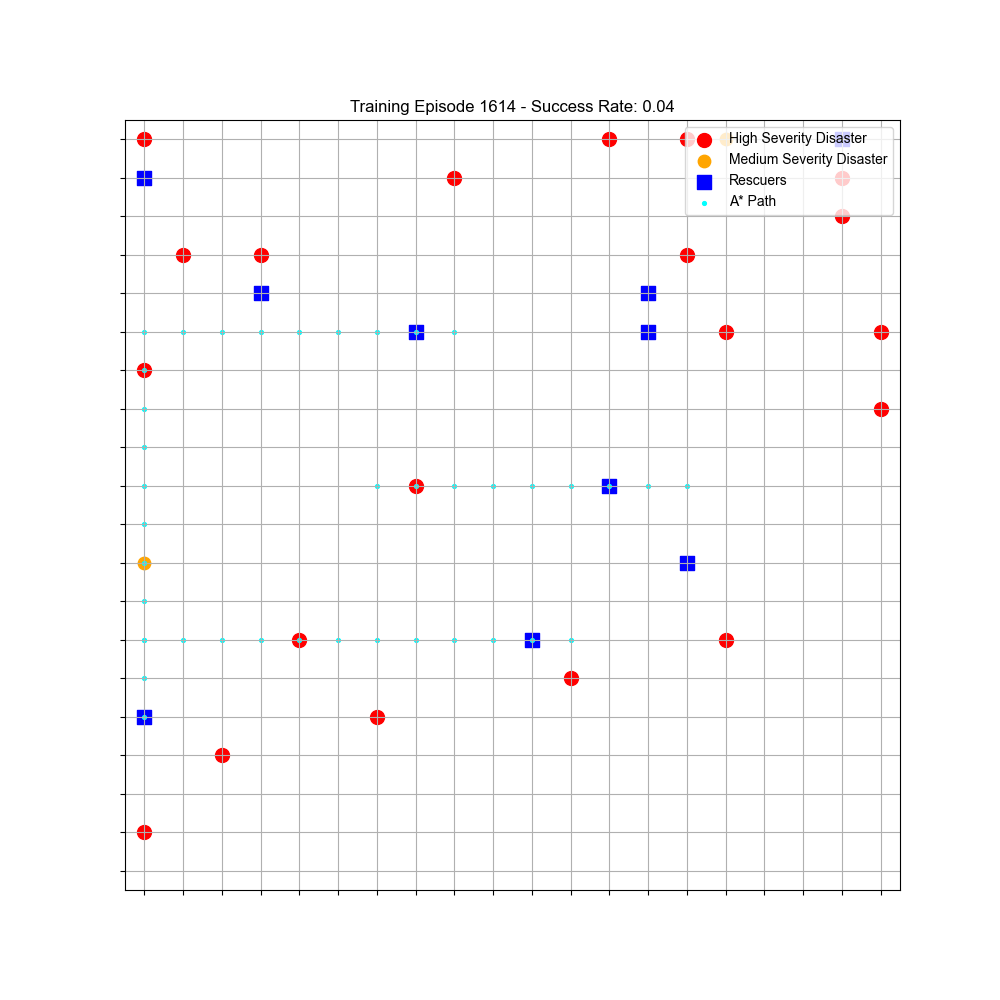 Training Episode 1614 - Success Rate: 0.04
High Severity Disaster
Medium Severity Disaster
Rescuers
A* Path